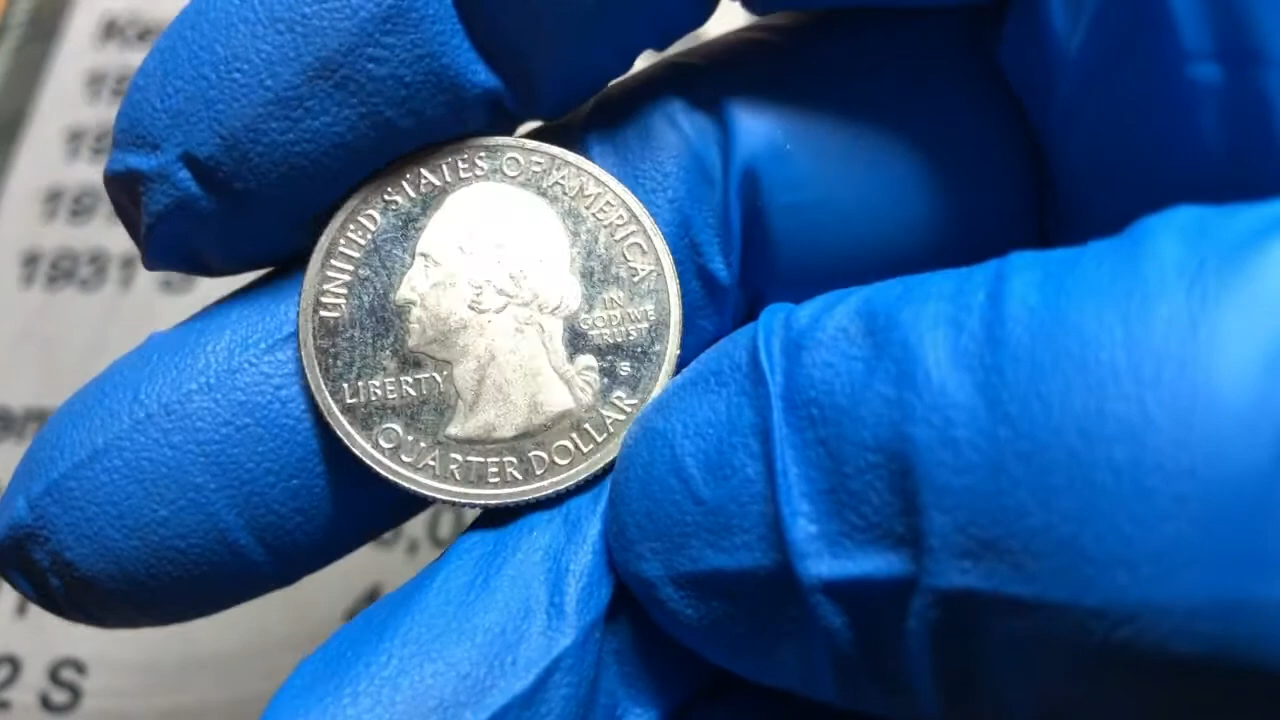 UNITED STATES OF AMERICA
IN
GOD WE
TRUST
S
LIBERTY
QUARTER DOLLAR
1931 S
2 S